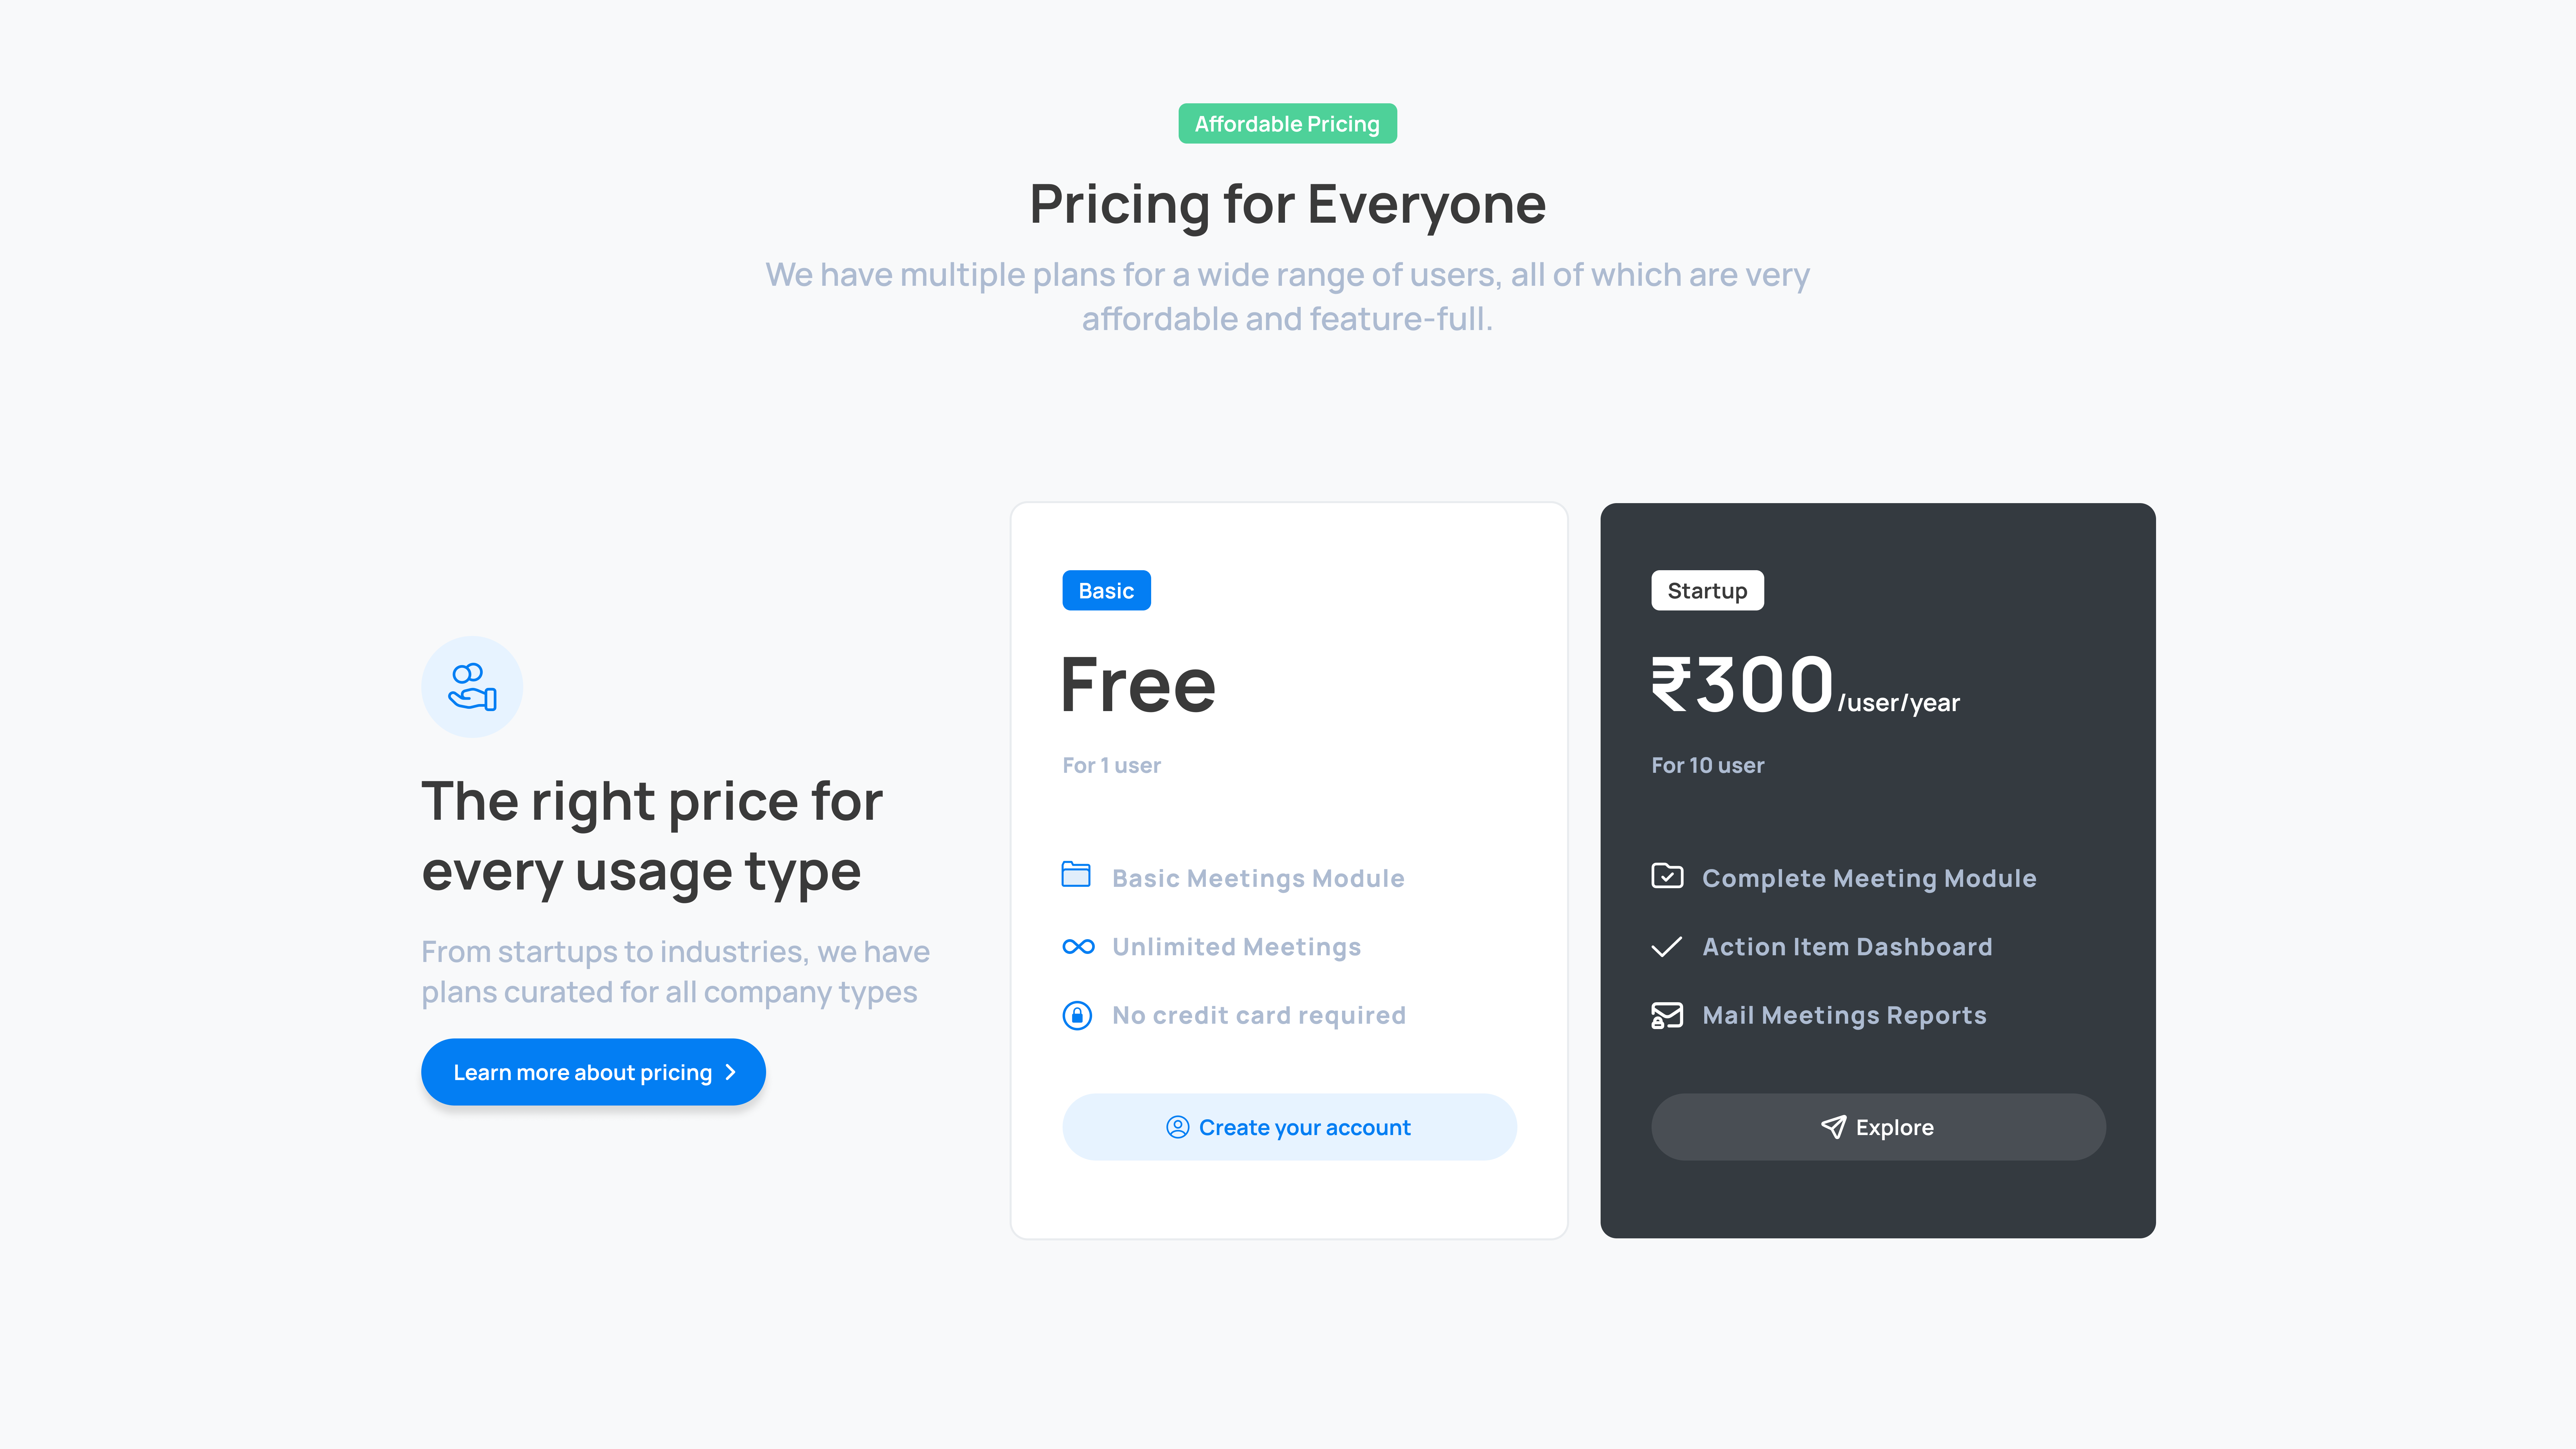 Affordable Pricing
Pricing for Everyone
We have multiple plans for a wide range of users, all of which are very
affordable and feature-full.
The right price for
every usage type
From startups to industries, we have
plans curated for all company types
Learn more about pricing
Basic
Free
For 1 user
Basic Meetings Module
Unlimited Meetings
No credit card required
Create your account
Startup
₹300/user/year
For 10 user
Complete Meeting Module
Action Item Dashboard
Mail Meetings Reports
Explore